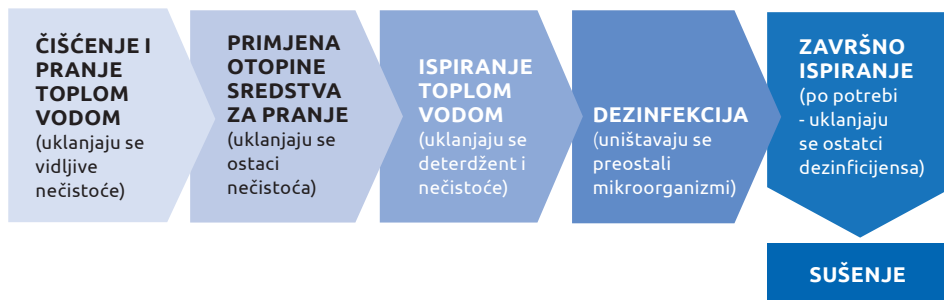 ČIŠĆENJE I
PRANJE
TOPLOM
VODOM
(uklanjaju se
vidljive
nečistoće)
PRIMJENA
OTOPINE
SREDSTVA
ZA PRANJE
(uklanjaju se
ostaci
nečistoća)
ISPIRANJE
TOPLOM
VODOM
(uklanjaju se
deterdžent i
nečistoće)
DEZINFEKCIJA
(uništavaju se
preostali
mikroorganizmi)
ZAVRŠNO
ISPIRANJE
(po potrebi
- uklanjaju
se ostatci
dezinficijensa)
SUŠENJE